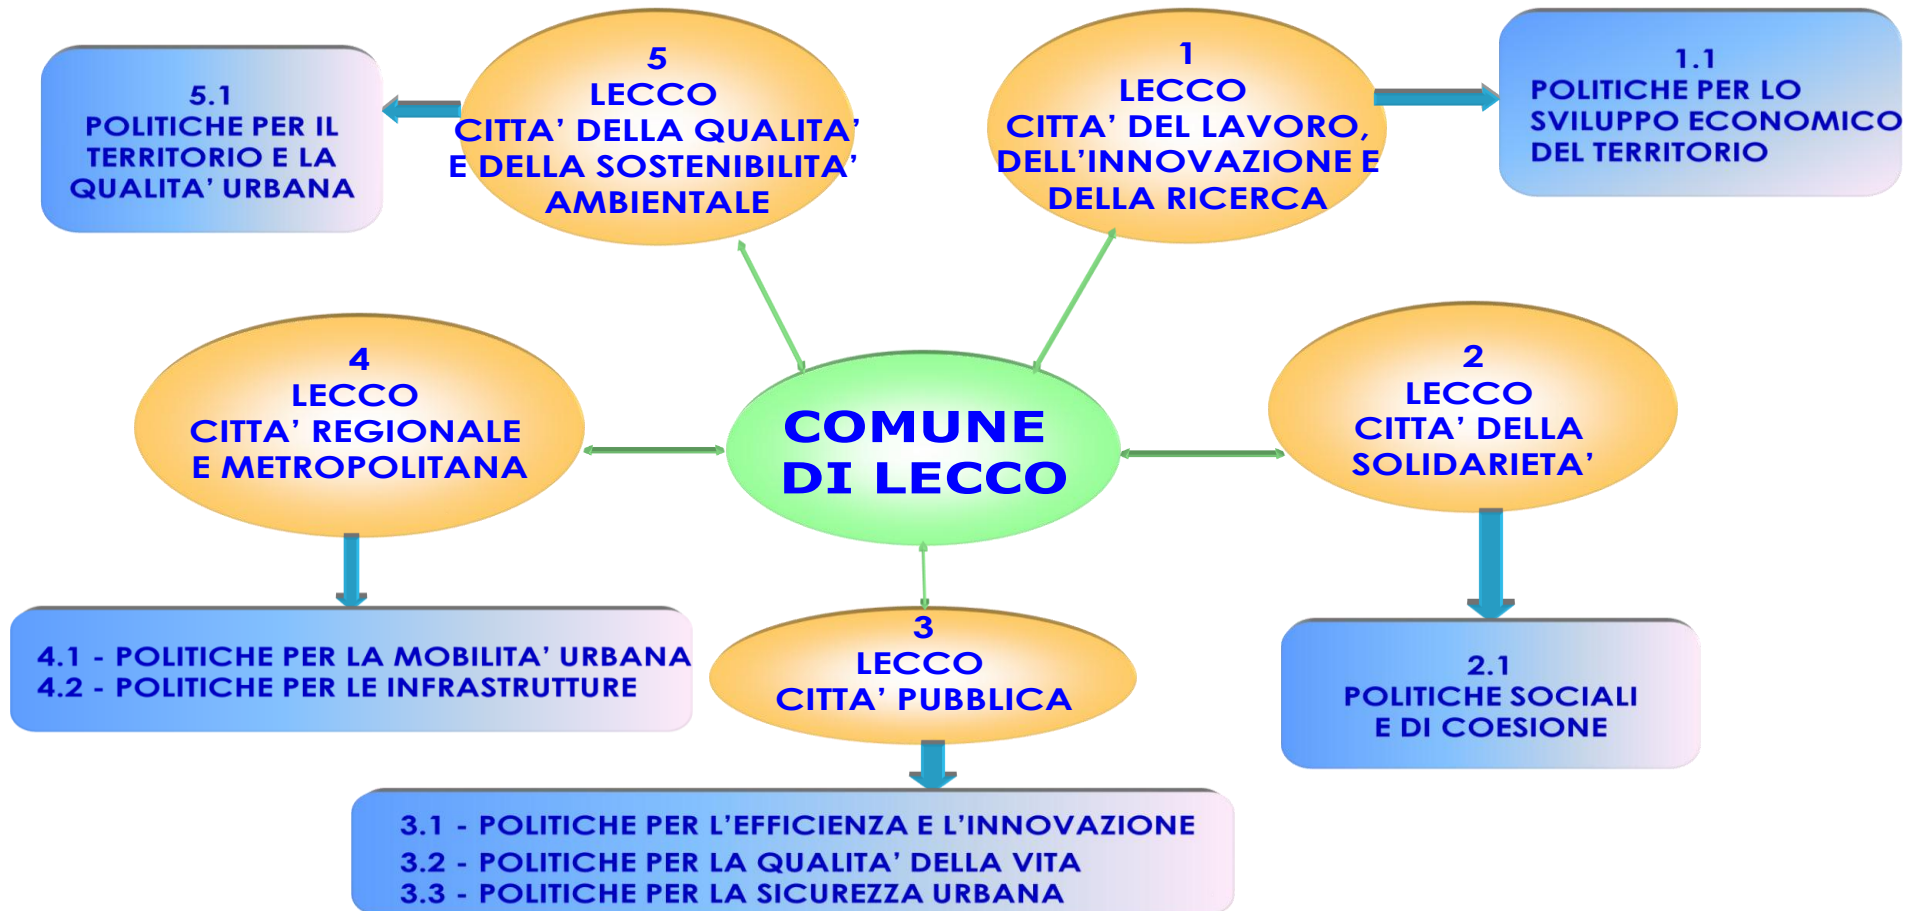 5
LECCO
CITTA’ DELLA QUALITA’
E DELLA SOSTENIBILITA’
AMBIENTALE
1
LECCO
CITTA’ DEL LAVORO,
DELL’INNOVAZIONE E
DELLA RICERCA
1.1
POLITICHE PER LO
SVILUPPO ECONOMICO
DEL TERRITORIO
5.1
POLITICHE PER IL
TERRITORIO E LA
QUALITA’ URBANA
4
LECCO
CITTA’ REGIONALE
E METROPOLITANA
COMUNE
DI LECCO
2
LECCO
CITTA’ DELLA
SOLIDARIETA’
4.1 - POLITICHE PER LA MOBILITA’ URBANA
4.2 - POLITICHE PER LE INFRASTRUTTURE
3
LECCO
CITTA’ PUBBLICA
2.1
POLITICHE SOCIALI
E DI COESIONE
3.1 - POLITICHE PER L’EFFICIENZA E L’INNOVAZIONE
3.2 - POLITICHE PER LA QUALITA’ DELLA VITA
3.3 - POLITICHE PER LA SICUREZZA URBANA